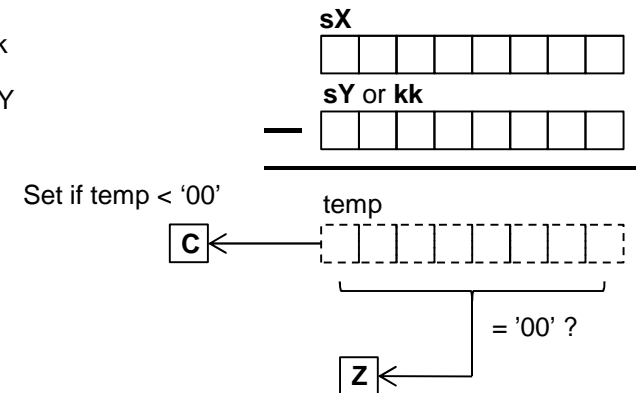 sX
k
sY or kk
Y
Set if temp < ‘00’
temp
C
= ’00’ ?
Z